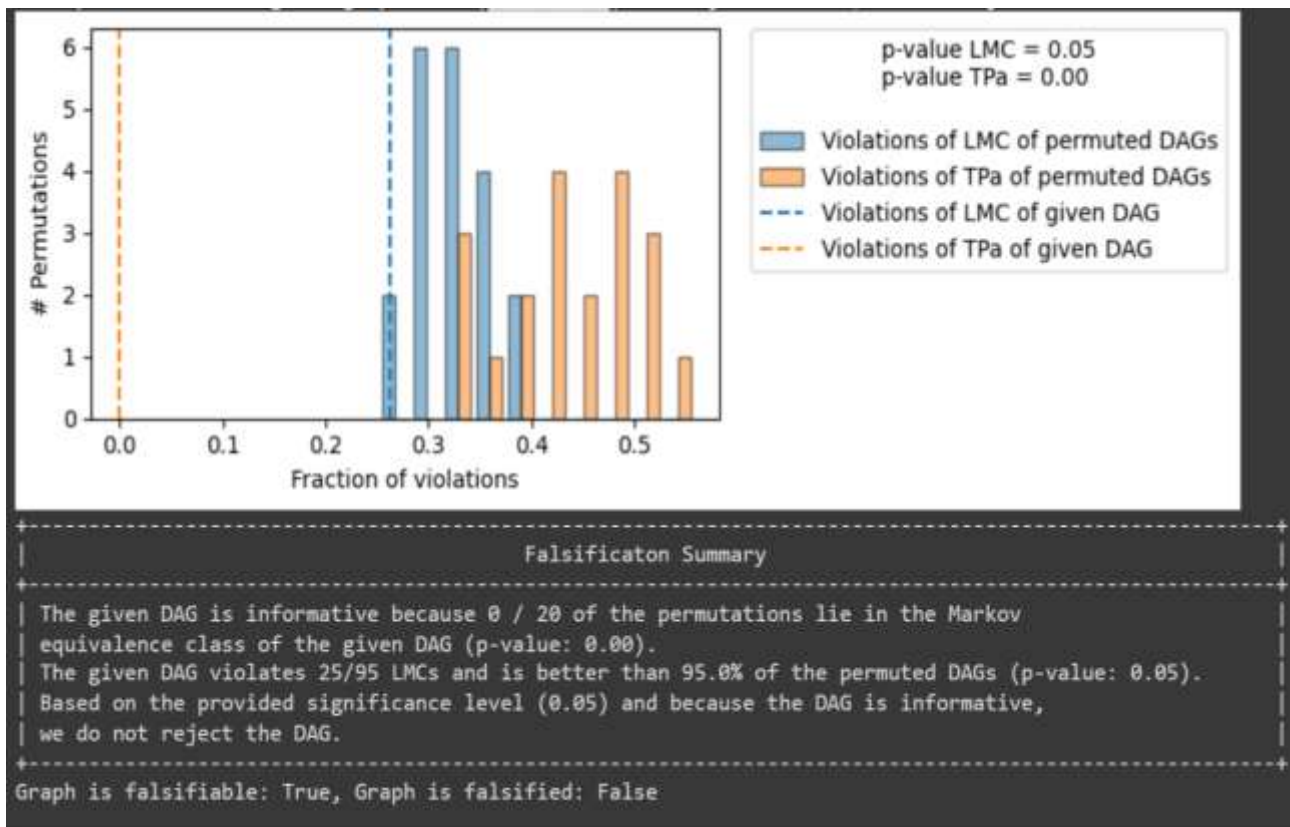 6
5
4
3
2
1
0
# Permutations
0.0 0.1 0.2 0.3 0.4 0.5
Fraction of violations
p-value LMC = 0.05
p-value TPa = 0.00
Violations of LMC of permuted DAGs
Violations of TPa of permuted DAGs
Violations of LMC of given DAG
Violations of TPa of given DAG
Falsificaton Summary
The given DAG is informative because 0 / 20 of the permutations lie in the Markov
equivalence class of the given DAG (p-value: 0.00).
The given DAG violates 25/95 LMCs and is better than 95.0% of the permuted DAGs (p-value: 0.05).
Based on the provided significance level (0.05) and because the DAG is informative,
we do not reject the DAG.
Graph is falsifiable: True, Graph is falsified: False